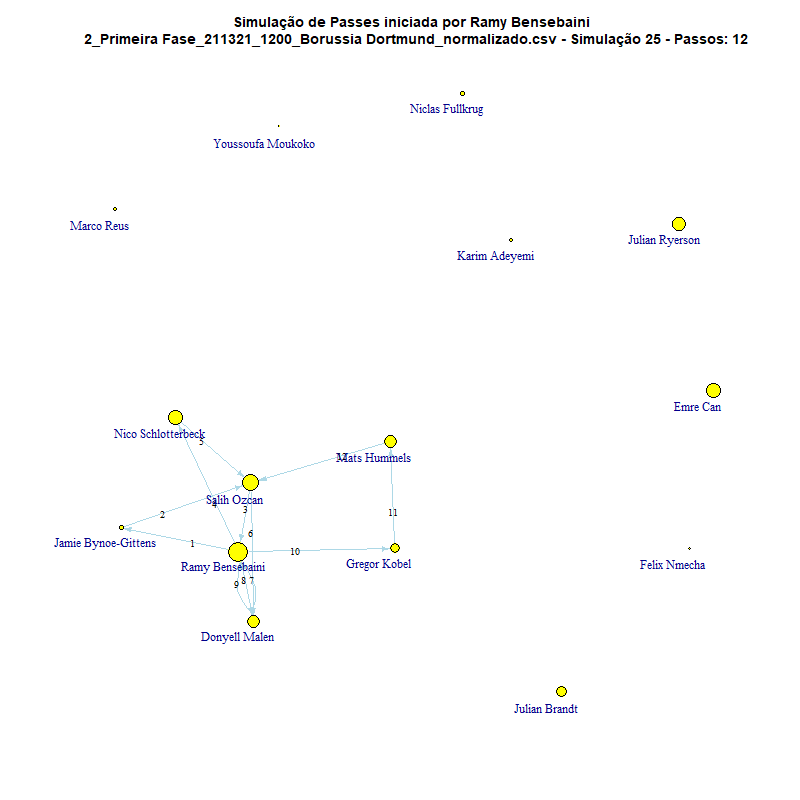 Simulação de Passes iniciada por Ramy Bensebaini
2_Primeira Fase_211321_1200_Borussia Dortmund_normalizado.csv - Simulação 25 - Passos: 12
Niclas Fullkrug
Youssoufa Moukoko
Marco Reus
Julian Ryerson
Karim Adeyemi
Emre Can
Nico Schlotterbeck
5
Mats Hummels
Salih Ozcan
4
3
11
2
6
Jamie Bynoe-Gittens
1
10
Ramy Bensebaini
Gregor Kobel
Felix Nmecha
9
8
7
Donyell Malen
Julian Brandt